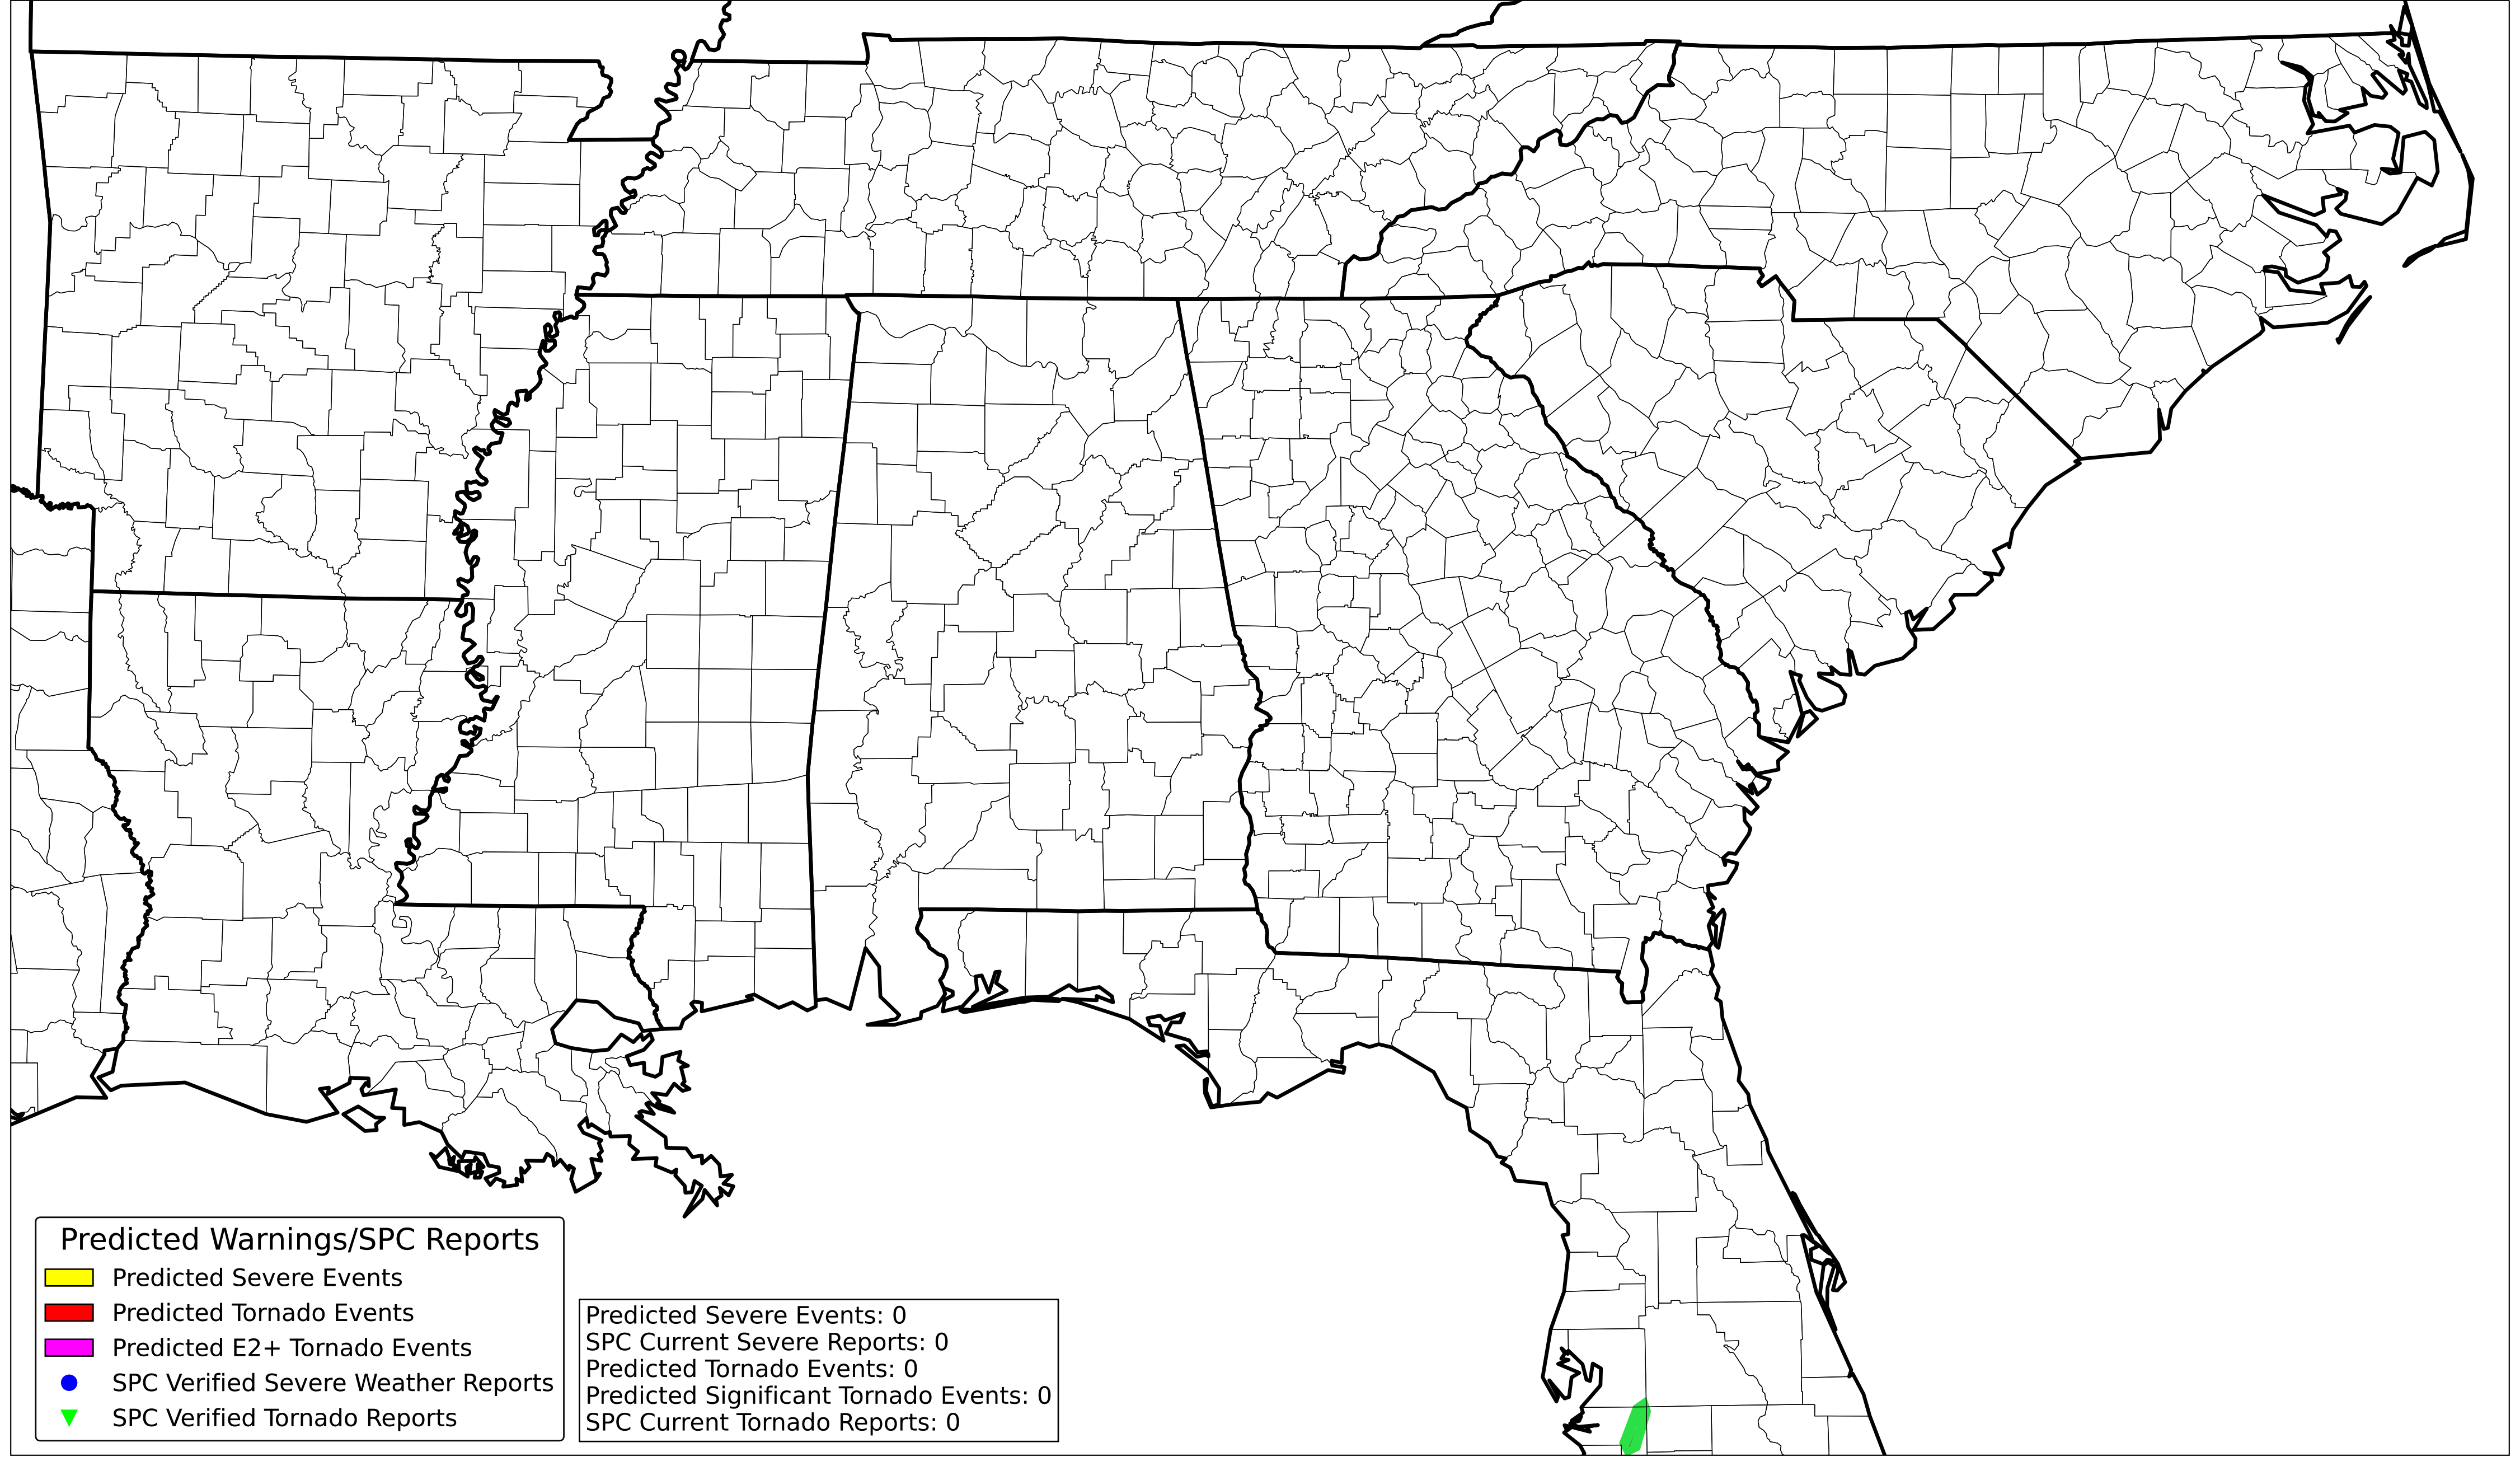 Predicted Warnings/SPC Reports
Predicted Severe Events
Predicted Tornado Events
Predicted E2+ Tornado Events
SPC Verified Severe Weather Reports
SPC Verified Tornado Reports
Predicted Severe Events: 0
SPC Current Severe Reports: 0
Predicted Tornado Events: 0
Predicted Significant Tornado Events: 0
SPC Current Tornado Reports: 0